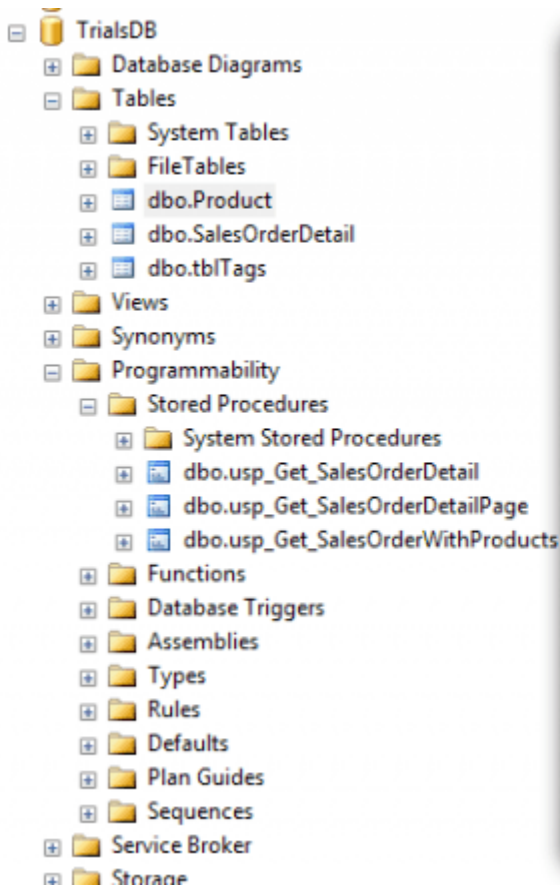 TrialsDB
Database Diagrams
Tables
System Tables
FileTables
dbo.Product
dbo.SalesOrderDetail
dbo.tblTags
Views
Synonyms
Programmability
Stored Procedures
System Stored Procedures
dbo.usp_Get_SalesOrderDetail
dbo.usp_Get_SalesOrderDetailPage
dbo.usp_Get_SalesOrderWithProducts
Functions
Database Triggers
Assemblies
Types
Rules
Defaults
Plan Guides
Sequences
Service Broker
Storage